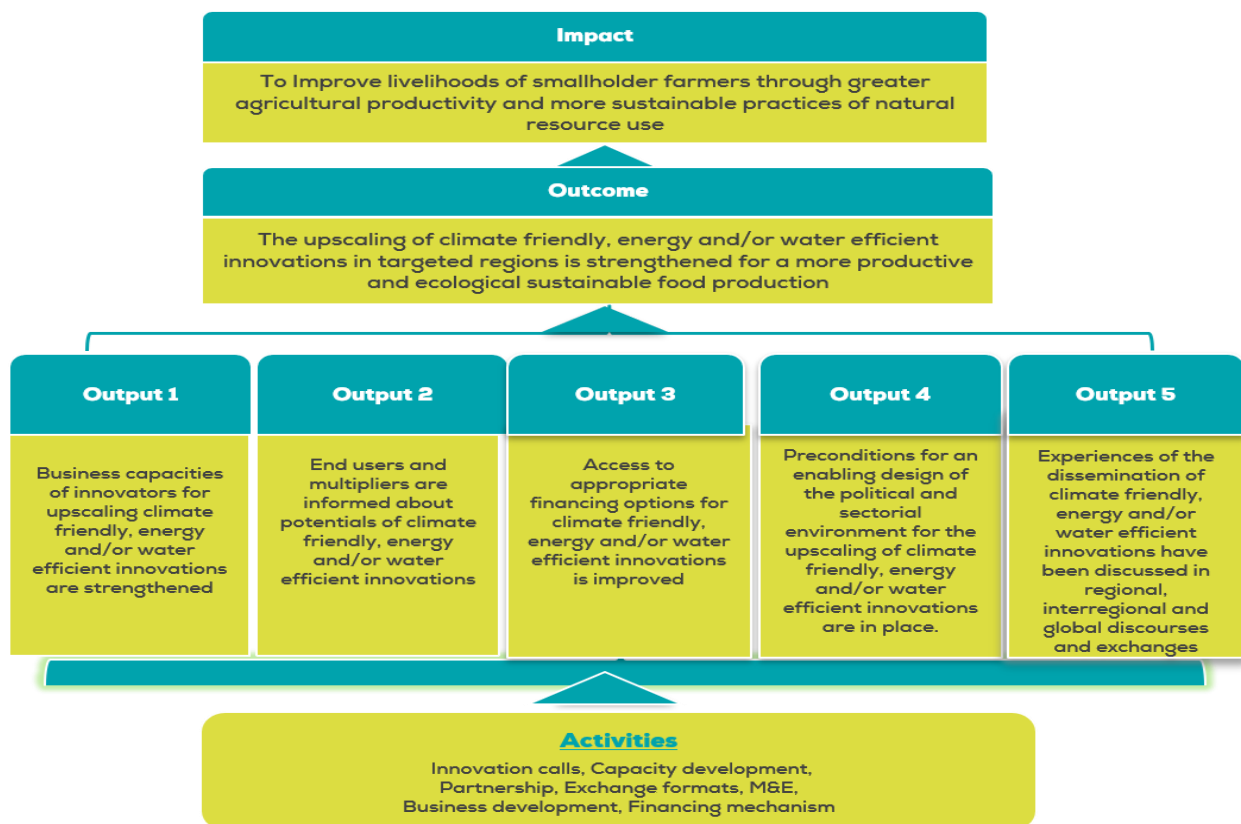 Impact
To Improve livelihoods of smallholder farmers through greater
agricultural productivity and more sustainable practices of natural
resource use
Outcome
The upscaling of climate friendly, energy and/or water efficient
innovations in targeted regions is strengthened for a more productive
and ecological sustainable food production
Output 1
Business capacities
of innovators for
upscaling climate
friendly, energy
and/or water
efficient innovations
are strengthened
Output 2
End users and
multipliers are
informed about
potentials of climate
friendly, energy
and/or water
efficient innovations
Output 3
Access to
appropriate
financing options for
climate friendly,
energy and/or water
efficient innovations
is improved
Output 4
Preconditions for an
enabling design of
the political and
sectorial
environment for the
upscaling of climate
friendly, energy
and/or water
efficient innovations
are in place.
Output 5
Experiences of the
dissemination of
climate friendly,
energy and/or
water efficient
innovations have
been discussed in
regional,
interregional and
global discourses
and exchanges
Activities
Innovation calls, Capacity development,
Partnership, Exchange formats, M&E,
Business development, Financing mechanism